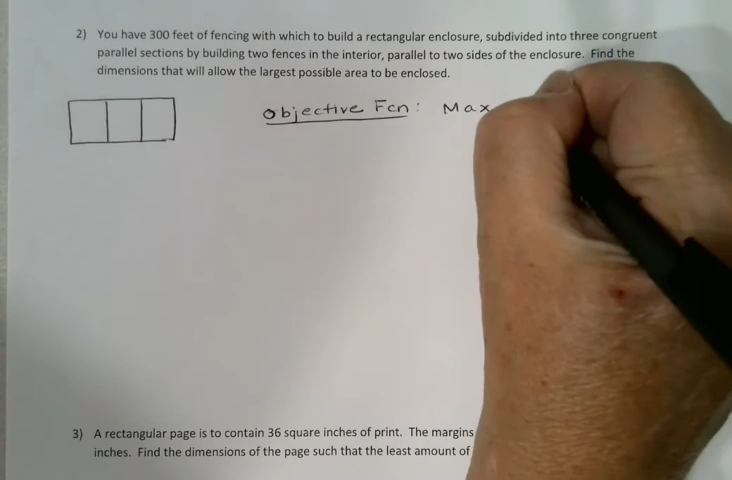 2) You have 300 feet of fencing with which to build a rectangular enclosure, subdivided into three congruent
parallel sections by building two fences in the interior, parallel to two sides of the enclosure. Find the
dimensions that will allow the largest possible area to be enclosed.
Objective Fcn: Max
3) A rectangular page is to contain 36 square inches of print. The margins
inches. Find the dimensions of the page such that the least amount of